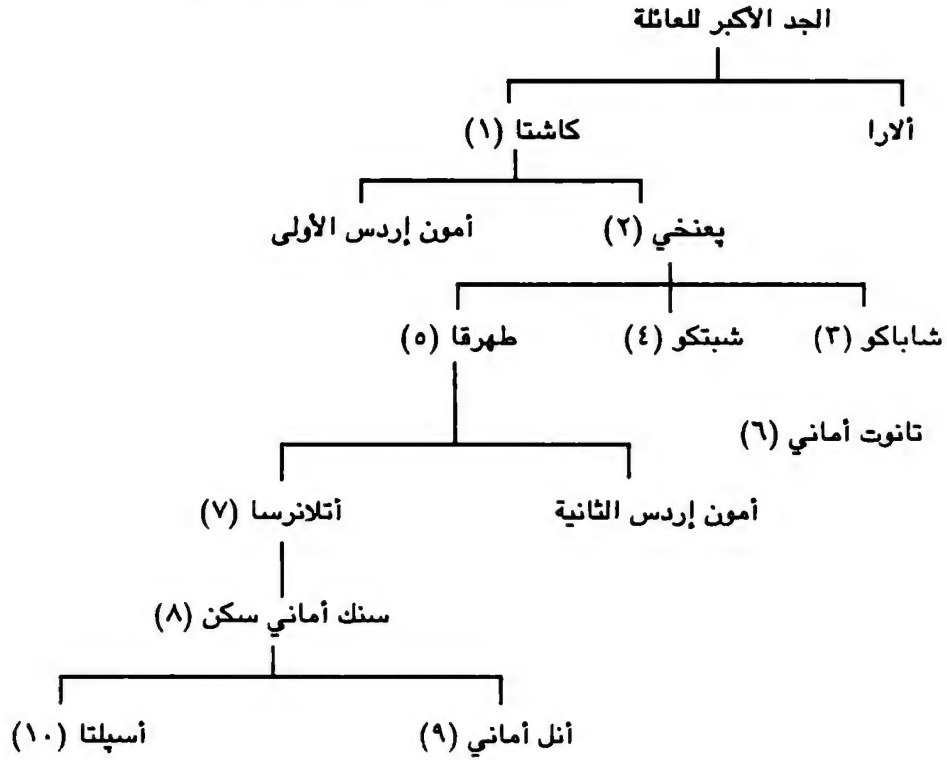 الجد الأكبر للعائلة
ألارا
كاشتا (١)
پعنخي (٢)
أمون إردس الأولى
شاباكو (٣)
شبتكو (٤)
طهرقا (٥)
تانوت أماني (٦)
أمون إردس الثانية
أتلانرسا (٧)
سنك أماني سكن (٨)
أنل أماني (٩)
أسپلتا (١٠)